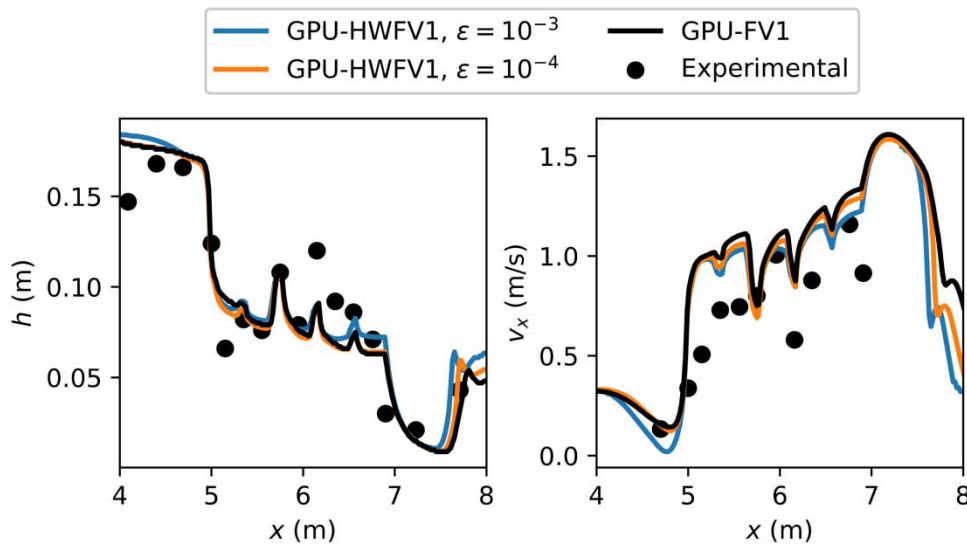 GPU-HWFV1, ε = 10⁻³
GPU-HWFV1, ε = 10⁻⁴
GPU-FV1
Experimental
h (m)
0.15
0.10
0.05
4 5 6 7 8
x (m)
vₓ (m/s)
1.5
1.0
0.5
0.0
4 5 6 7 8
x (m)